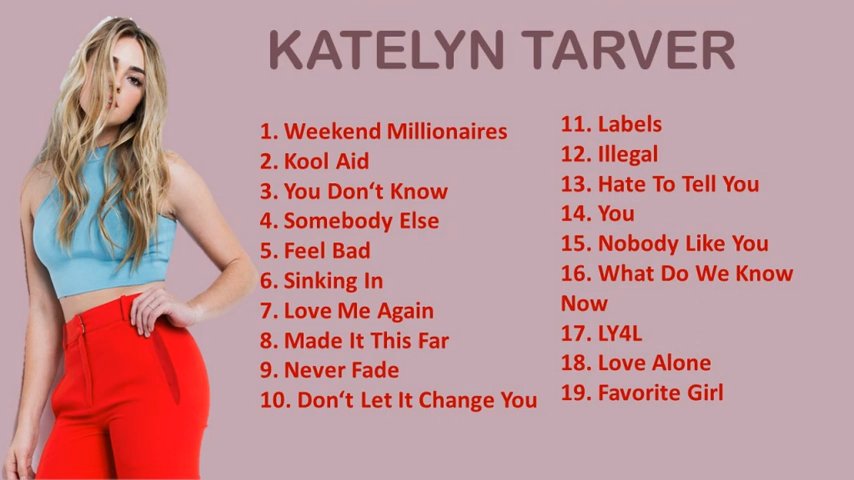 KATELYN TARVER
1. Weekend Millionaires
2. Kool Aid
3. You Don‘t Know
4. Somebody Else
5. Feel Bad
6. Sinking In
7. Love Me Again
8. Made It This Far
9. Never Fade
10. Don‘t Let It Change You
11. Labels
12. Illegal
13. Hate To Tell You
14. You
15. Nobody Like You
16. What Do We Know
Now
17. LY4L
18. Love Alone
19. Favorite Girl